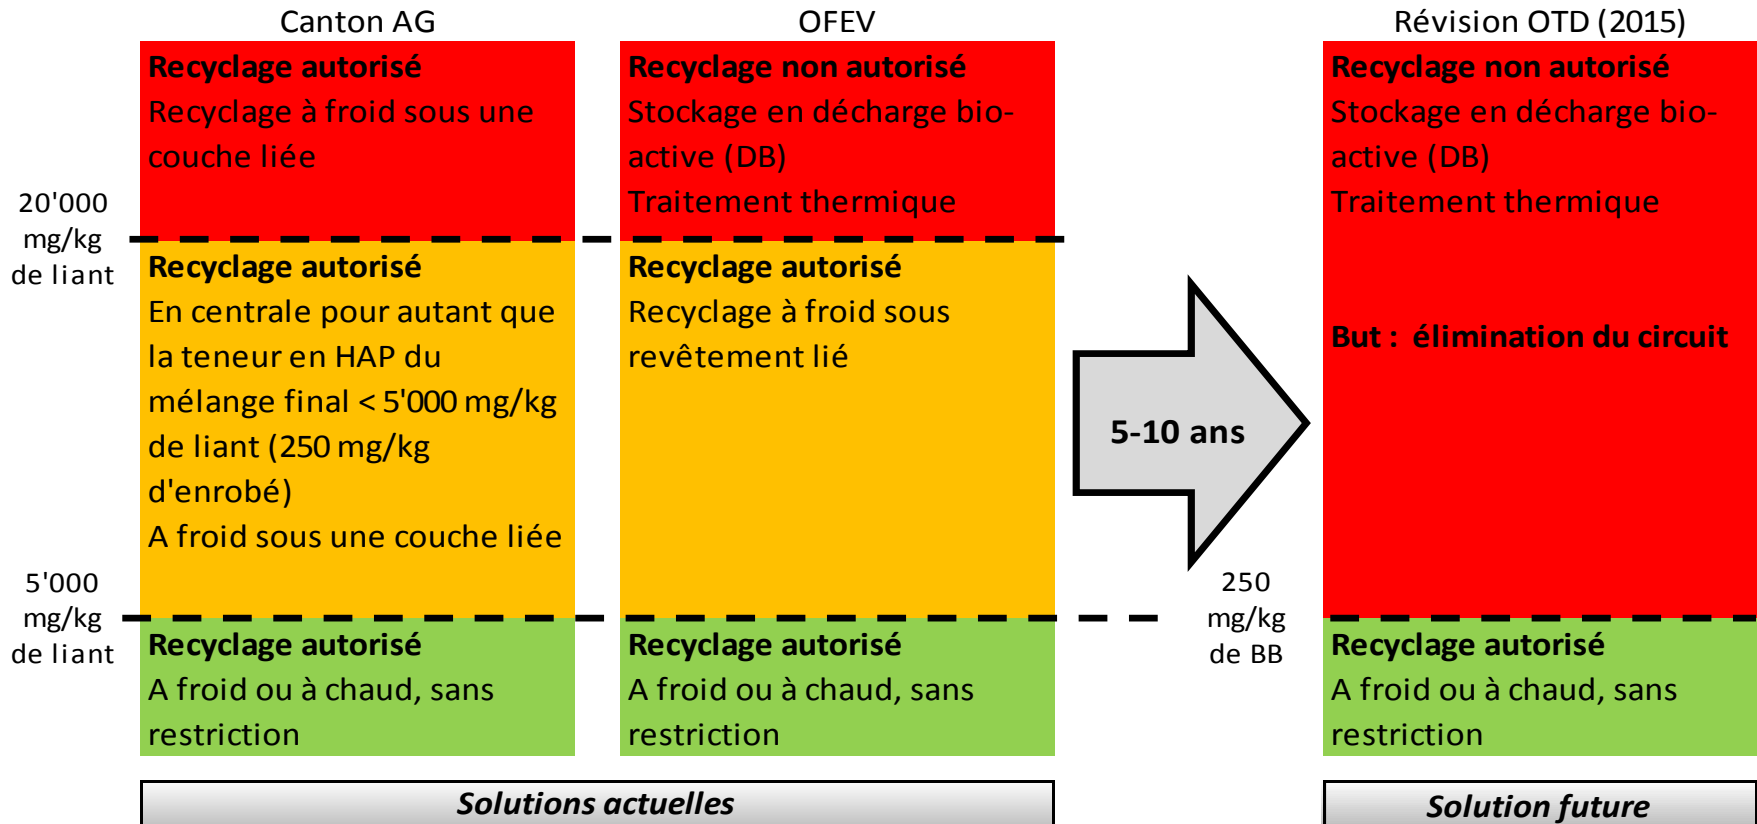 Canton AG
Recyclage autorisé
Recyclage à froid sous une
couche liée
OFEV
Recyclage non autorisé
Stockage en décharge bio-
active (DB)
Traitement thermique
Révision OTD (2015)
Recyclage non autorisé
Stockage en décharge bio-
active (DB)
Traitement thermique
But : élimination du circuit
20'000
mg/kg
de liant
Recyclage autorisé
En centrale pour autant que
la teneur en HAP du
mélange final < 5'000 mg/kg
de liant (250 mg/kg
d'enrobé)
A froid sous une couche liée
Recyclage autorisé
Recyclage à froid sous
revêtement lié
5-10 ans
5'000
mg/kg
de liant
250
mg/kg
de BB
Recyclage autorisé
A froid ou à chaud, sans
restriction
Recyclage autorisé
A froid ou à chaud, sans
restriction
Recyclage autorisé
A froid ou à chaud, sans
restriction
Solutions actuelles
Solution future